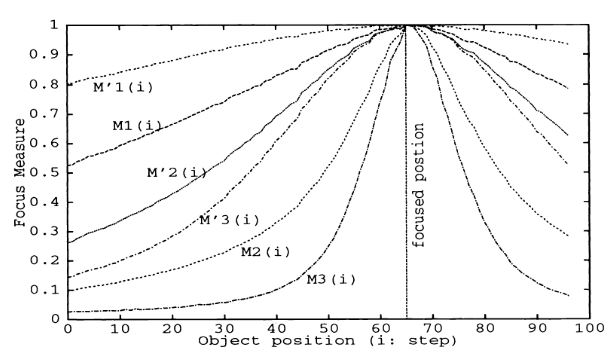 1
0.9
0.8
0.7
0.6
0.5
0.4
0.3
0.2
0.1
0
Focus Measure
M'1(i)
M1(i)
M'2(i)
M'3(i)
M2(i)
M3(i)
focused postion
0 10 20 30 40 50 60 70 80 90 100
Object position (i: step)